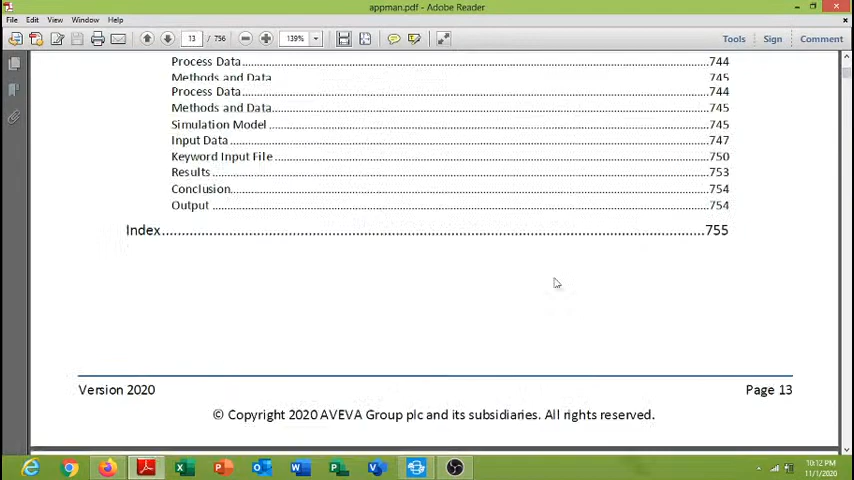 appman.pdf - Adobe Reader
File Edit View Window Help
13 / 756 139% Tools Sign Comment
Process Data 744
Methods and Data 745
Process Data 744
Methods and Data 745
Simulation Model 745
Input Data 747
Keyword Input File 750
Results 753
Conclusion 754
Output 754
Index 755
Version 2020 Page 13
© Copyright 2020 AVEVA Group plc and its subsidiaries. All rights reserved.
10:12 PM
11/1/2020